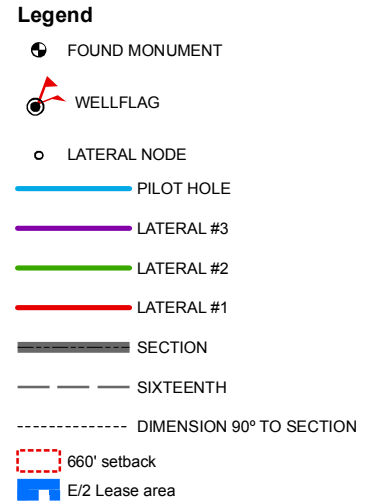 Legend
FOUND MONUMENT
WELLFLAG
LATERAL NODE
PILOT HOLE
LATERAL #3
LATERAL #2
LATERAL #1
SECTION
SIXTEENTH
DIMENSION 90º TO SECTION
660' setback
E/2 Lease area